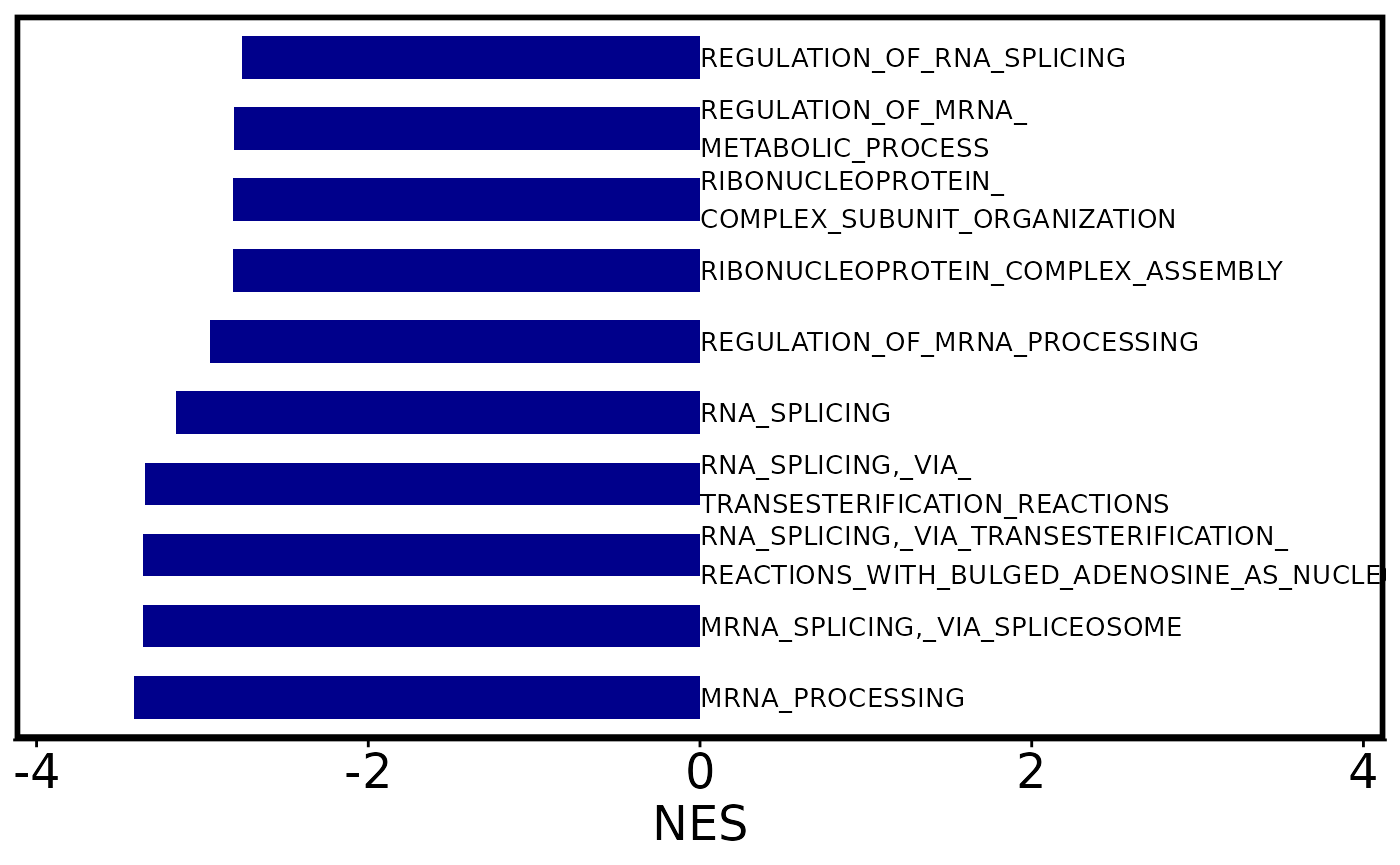 REGULATION_OF_RNA_SPLICING
REGULATION_OF_MRNA_
METABOLIC_PROCESS
RIBONUCLEOPROTEIN_
COMPLEX_SUBUNIT_ORGANIZATION
RIBONUCLEOPROTEIN_COMPLEX_ASSEMBLY
REGULATION_OF_MRNA_PROCESSING
RNA_SPLICING
RNA_SPLICING,_VIA_
TRANSESTERIFICATION_REACTIONS
RNA_SPLICING,_VIA_TRANSESTERIFICATION_
REACTIONS_WITH_BULGED_ADENOSINE_AS_NUCLE
MRNA_SPLICING,_VIA_SPLICEOSOME
MRNA_PROCESSING
-4 -2 0 2 4
NES